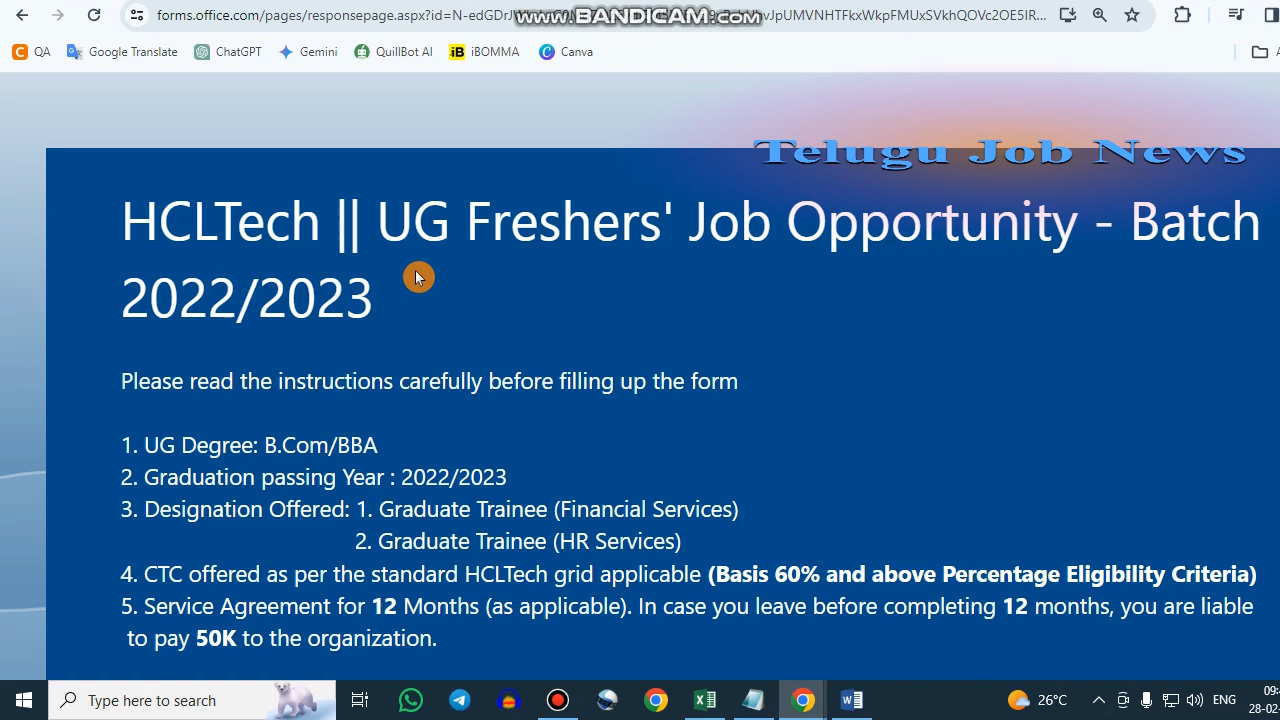 forms.office.com/pages/responsepage.aspx?id=N-edGDrJ
WWW.BANDICAM.COM
QA Google Translate ChatGPT Gemini QuillBot AI iB iBOMMA Canva
Telugu Job News
HCLTech || UG Freshers' Job Opportunity - Batch
2022/2023
Please read the instructions carefully before filling up the form
1. UG Degree: B.Com/BBA
2. Graduation passing Year : 2022/2023
3. Designation Offered: 1. Graduate Trainee (Financial Services)
2. Graduate Trainee (HR Services)
4. CTC offered as per the standard HCLTech grid applicable (Basis 60% and above Percentage Eligibility Criteria)
5. Service Agreement for 12 Months (as applicable). In case you leave before completing 12 months, you are liable
to pay 50K to the organization.
Type here to search
26°C
ENG
09:
28-02-